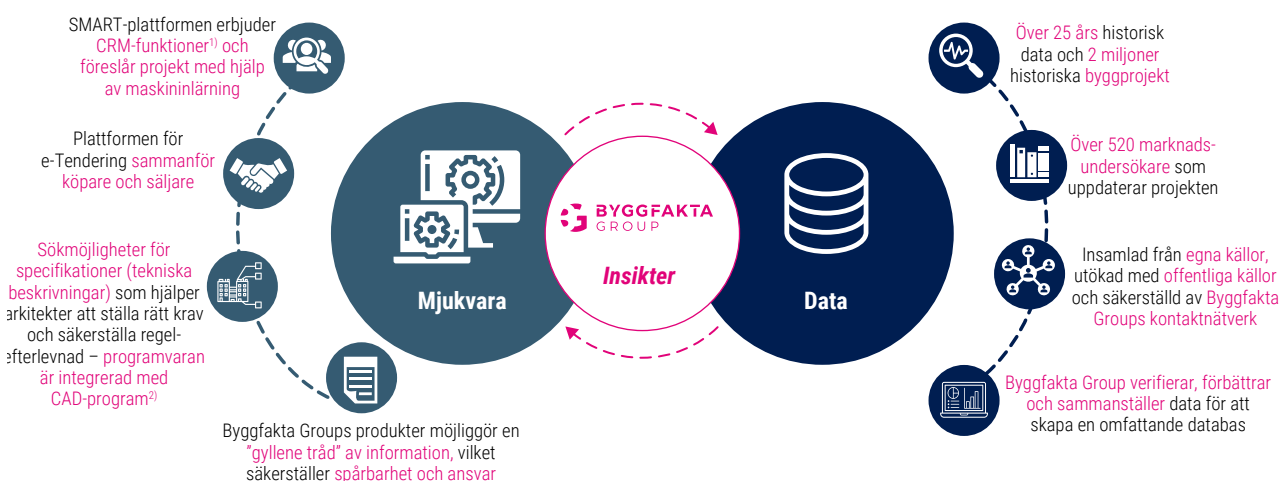 SMART-plattformen erbjuder
CRM-funktioner1) och
föreslår projekt med hjälp
av maskininlärning
Plattformen för
e-Tendering sammanför
köpare och säljare
Sökmöjligheter för
specifikationer (tekniska
beskrivningar) som hjälper
arkitekter att ställa rätt krav
och säkerställa regel-
efterlevnad – programvaran
är integrerad med
CAD-program2)
Byggfakta Groups produkter möjliggör en
”gyllene tråd” av information, vilket
säkerställer spårbarhet och ansvar
Mjukvara
BYGGFAKTA
GROUP
Insikter
Data
Över 25 års historisk
data och 2 miljoner
historiska byggprojekt
Över 520 marknads-
undersökare som
uppdaterar projekten
Insamlad från egna källor,
utökad med offentliga källor
och säkerställd av Byggfakta
Groups kontaktnätverk
Byggfakta Group verifierar, förbättrar
och sammanställer data för att
skapa en omfattande databas